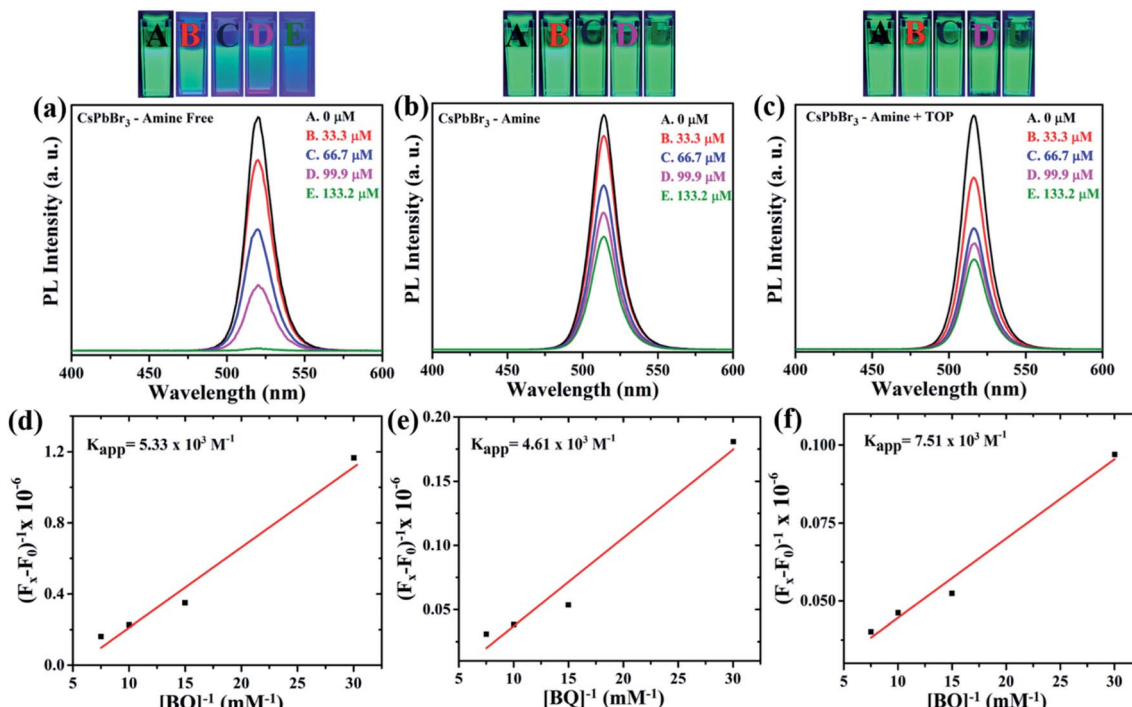 A B C D E
A B C D E
A B C D E
(a)
CsPbBr₃ - Amine Free
A. 0 μM
B. 33.3 μM
C. 66.7 μM
D. 99.9 μM
E. 133.2 μM
PL Intensity (a. u.)
400 450 500 550 600
Wavelength (nm)
(b)
CsPbBr₃ - Amine
A. 0 μM
B. 33.3 μM
C. 66.7 μM
D. 99.9 μM
E. 133.2 μM
PL Intensity (a. u.)
400 450 500 550 600
Wavelength (nm)
(c)
CsPbBr₃ - Amine + TOP
A. 0 μM
B. 33.3 μM
C. 66.7 μM
D. 99.9 μM
E. 133.2 μM
PL Intensity (a. u.)
400 450 500 550 600
Wavelength (nm)
(d)
Kapp= 5.33 x 10³ M⁻¹
(Fx-F₀)⁻¹x 10⁻⁶
1.2
0.8
0.4
0.0
10 15 20 25 30
[BQ]⁻¹ (mM⁻¹)
(e)
Kapp= 4.61 x 10³ M⁻¹
(Fx-F₀)⁻¹x 10⁻⁶
0.20
0.15
0.10
0.05
5 10 15 20 25 30
[BQ]⁻¹ (mM⁻¹)
(f)
Kapp= 7.51 x 10³ M⁻¹
(Fx-F₀)⁻¹ x 10⁻⁶
0.100
0.075
0.050
10 15 20 25 30
[BQ]⁻¹ (mM⁻¹)